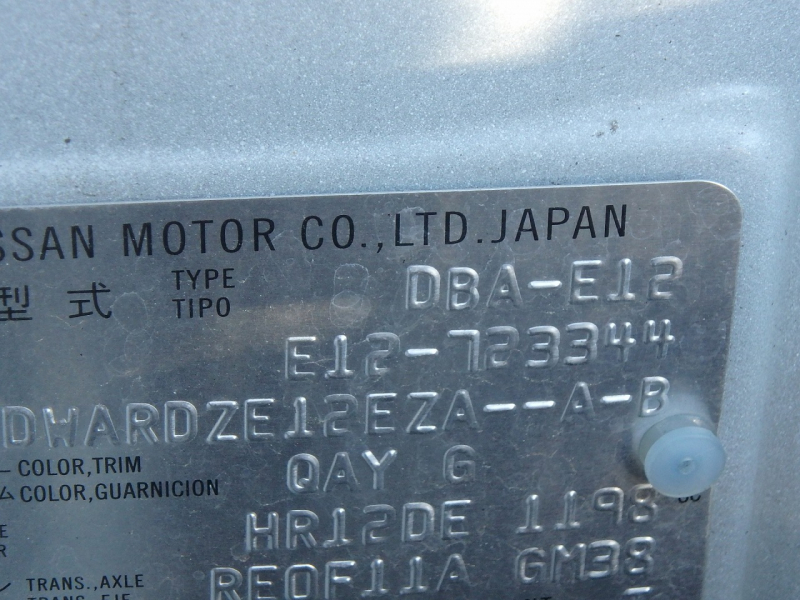 SSAN MOTOR CO.,LTD.JAPAN
型 式 TYPE TIPO DBA-E12
E12-723344
DWARDZE12EZA--A-B
COLOR,TRIM QAY G
ム COLOR,GUARNICION
HR12DE 1198
TRANS.,AXLE RE0F11A GM38